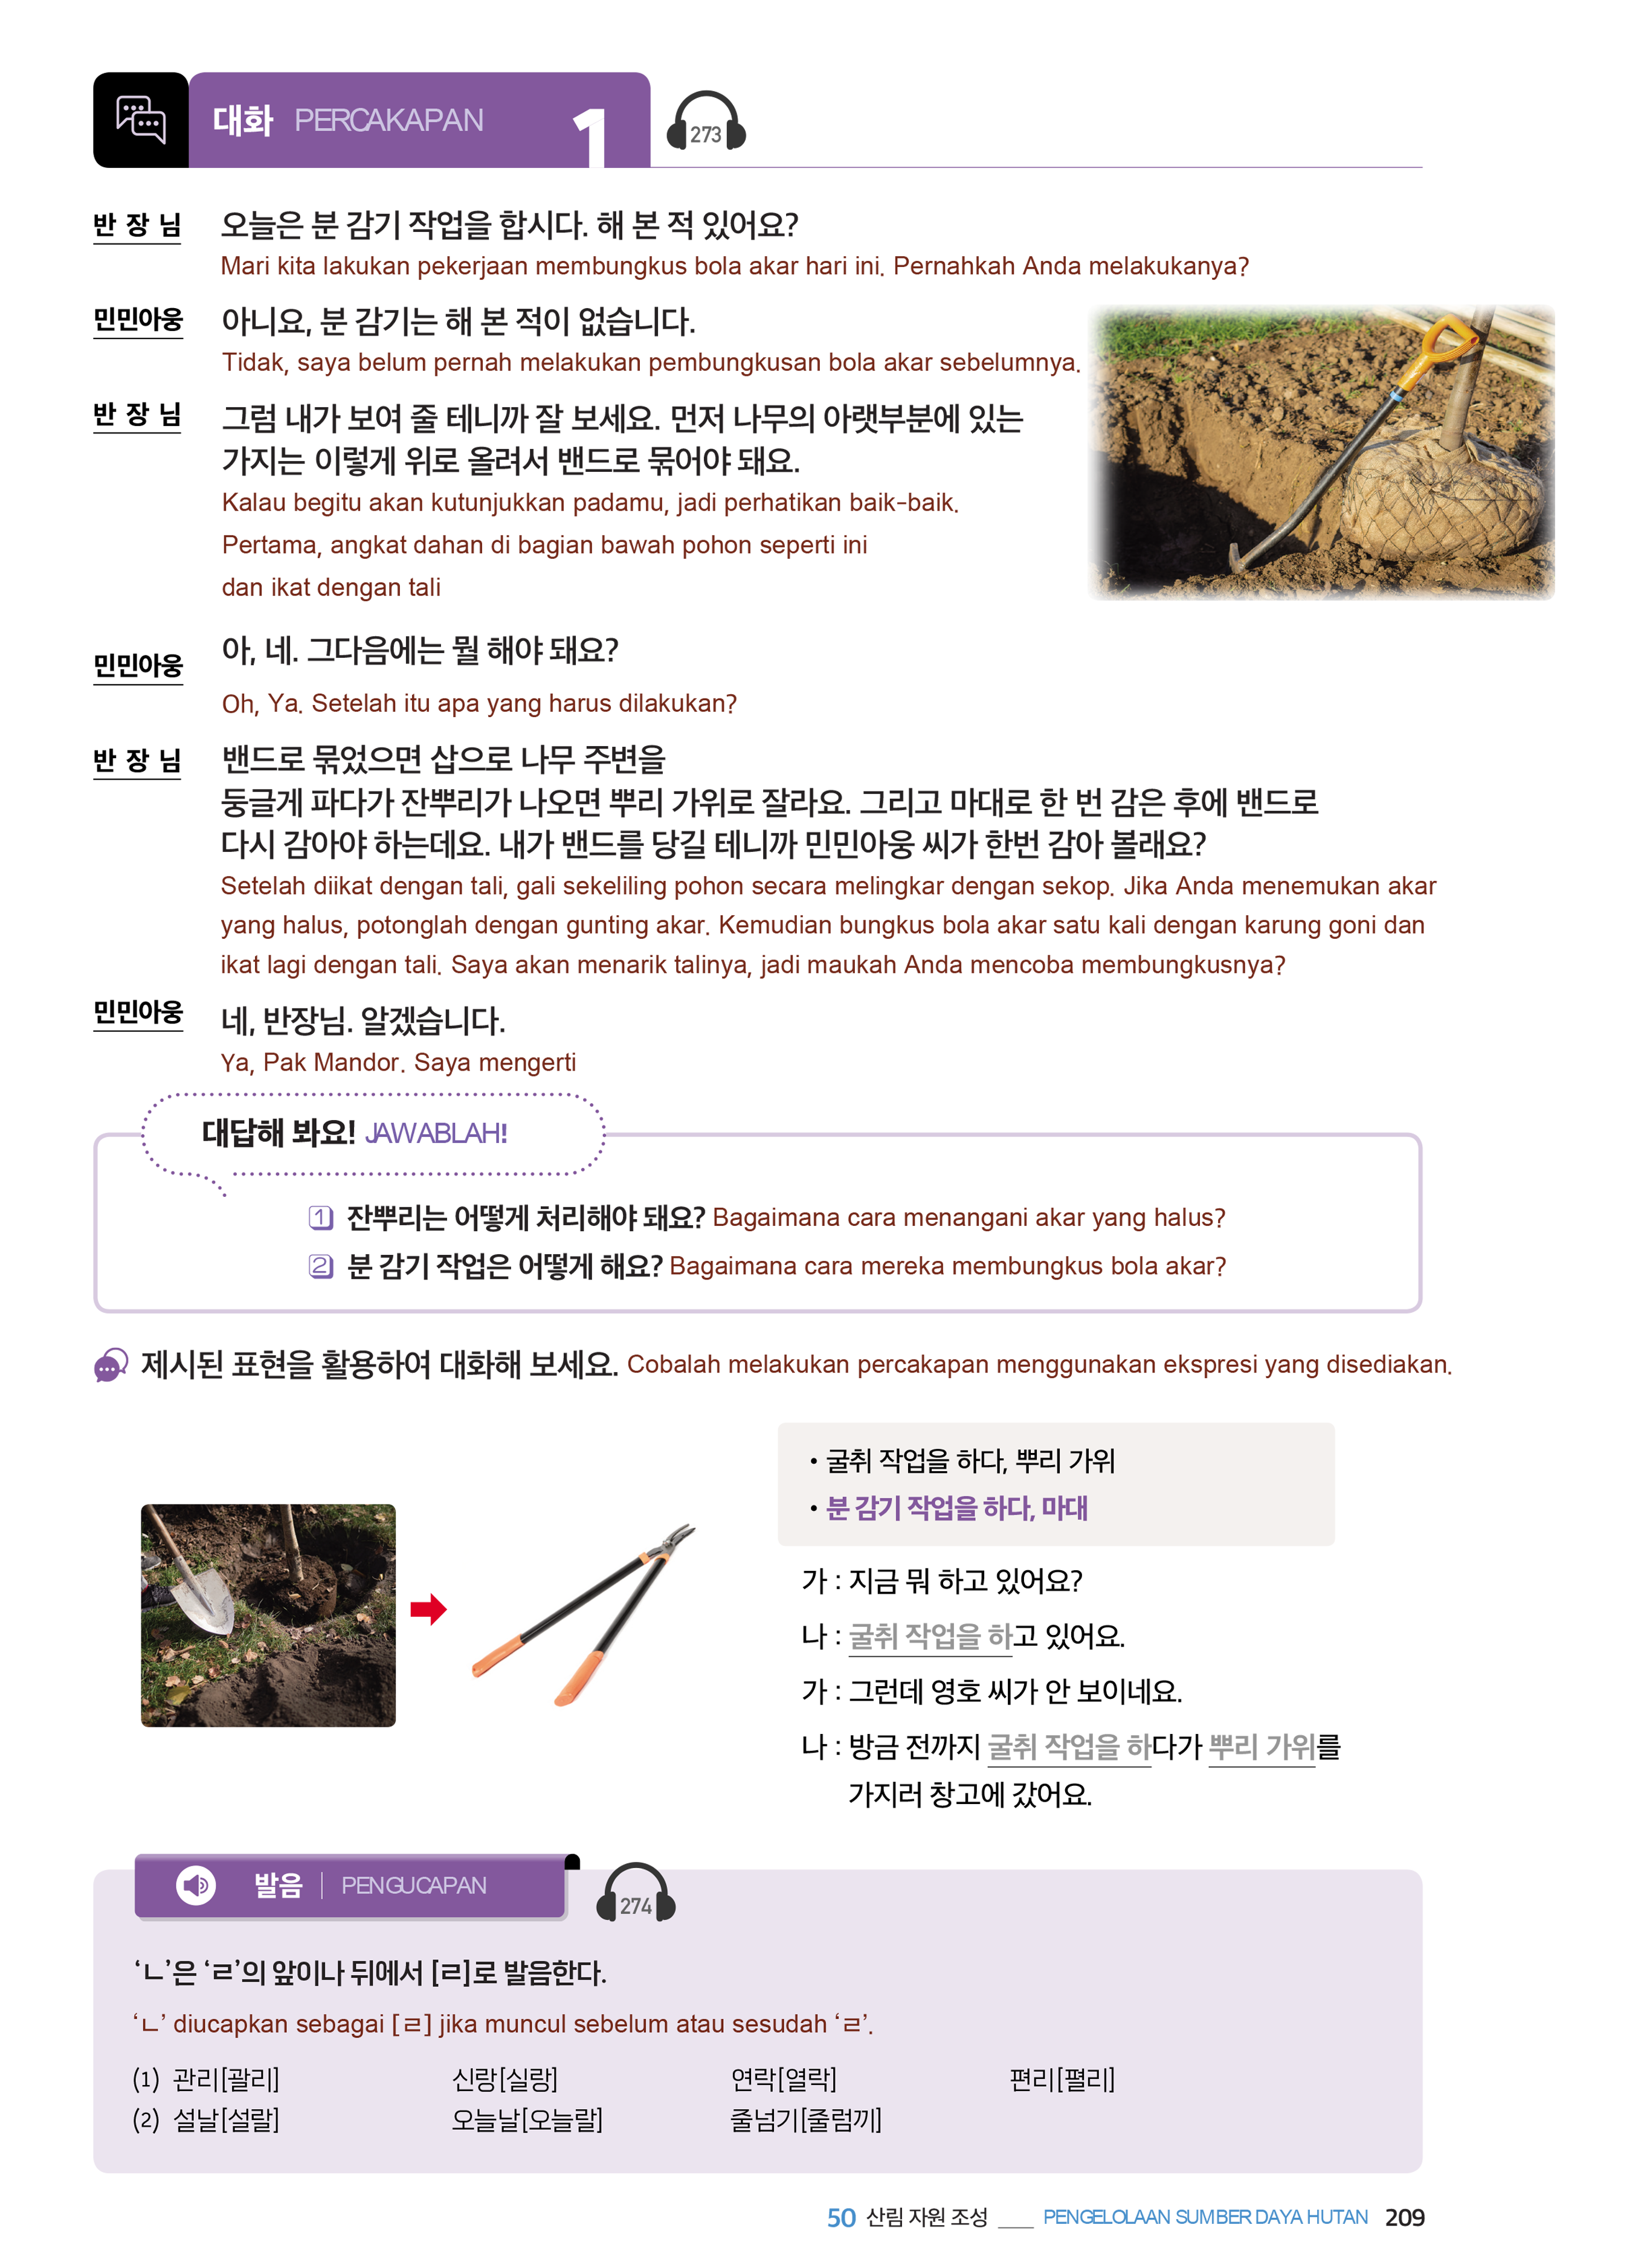 대화 PERCAKAPAN 1
273
반 장 님 오늘은 분 감기 작업을 합시다. 해 본 적 있어요?
Mari kita lakukan pekerjaan membungkus bola akar hari ini. Pernahkah Anda melakukanya?
민민아웅 아니요, 분 감기는 해 본 적이 없습니다.
Tidak, saya belum pernah melakukan pembungkusan bola akar sebelumnya.
반 장 님 그럼 내가 보여 줄 테니까 잘 보세요. 먼저 나무의 아랫부분에 있는
가지는 이렇게 위로 올려서 밴드로 묶어야 돼요.
Kalau begitu akan kutunjukkan padamu, jadi perhatikan baik-baik.
Pertama, angkat dahan di bagian bawah pohon seperti ini
dan ikat dengan tali
민민아웅 아, 네. 그다음에는 뭘 해야 돼요?
Oh, Ya. Setelah itu apa yang harus dilakukan?
반 장 님 밴드로 묶었으면 삽으로 나무 주변을
둥글게 파다가 잔뿌리가 나오면 뿌리 가위로 잘라요. 그리고 마대로 한 번 감은 후에 밴드로
다시 감아야 하는데요. 내가 밴드를 당길 테니까 민민아웅 씨가 한번 감아 볼래요?
Setelah diikat dengan tali, gali sekeliling pohon secara melingkar dengan sekop. Jika Anda menemukan akar
yang halus, potonglah dengan gunting akar. Kemudian bungkus bola akar satu kali dengan karung goni dan
ikat lagi dengan tali. Saya akan menarik talinya, jadi maukah Anda mencoba membungkusnya?
민민아웅 네, 반장님. 알겠습니다.
Ya, Pak Mandor. Saya mengerti
대답해 봐요! JAWABLAH!
1 잔뿌리는 어떻게 처리해야 돼요? Bagaimana cara menangani akar yang halus?
2 분 감기 작업은 어떻게 해요? Bagaimana cara mereka membungkus bola akar?
제시된 표현을 활용하여 대화해 보세요. Cobalah melakukan percakapan menggunakan ekspresi yang disediakan.
• 굴취 작업을 하다, 뿌리 가위
• 분 감기 작업을 하다, 마대
가 : 지금 뭐 하고 있어요?
나 : 굴취 작업을 하고 있어요.
가 : 그런데 영호 씨가 안 보이네요.
나 : 방금 전까지 굴취 작업을 하다가 뿌리 가위를
가지러 창고에 갔어요.
발음 | PENGUCAPAN
274
‘ㄴ’은 ‘ㄹ’의 앞이나 뒤에서 [ㄹ]로 발음한다.
‘ㄴ’ diucapkan sebagai [ㄹ] jika muncul sebelum atau sesudah ‘ㄹ’.
(1) 관리[괄리] 신랑[실랑] 연락[열락] 편리[펼리]
(2) 설날[설랄] 오늘날[오늘랄] 줄넘기[줄럼끼]
50 산림 자원 조성 ___ PENGELOLAAN SUMBER DAYA HUTAN 209